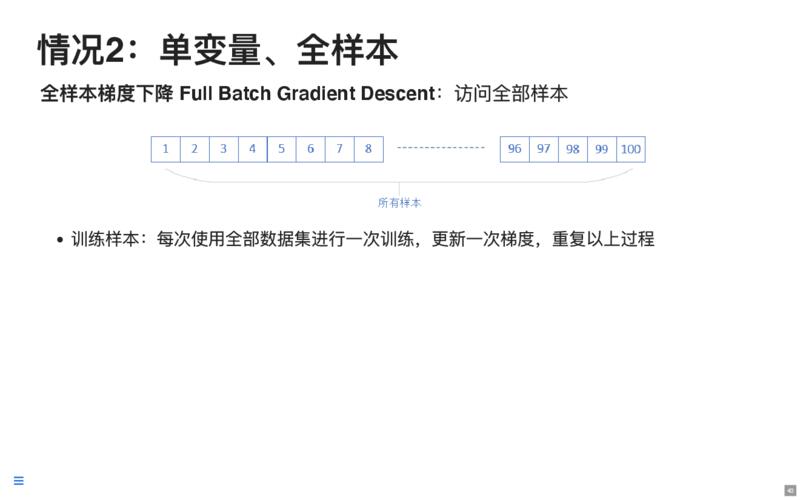 情况2：单变量、全样本
全样本梯度下降 Full Batch Gradient Descent：访问全部样本
1 2 3 4 5 6 7 8 96 97 98 99 100
所有样本
• 训练样本：每次使用全部数据集进行一次训练，更新一次梯度，重复以上过程
40